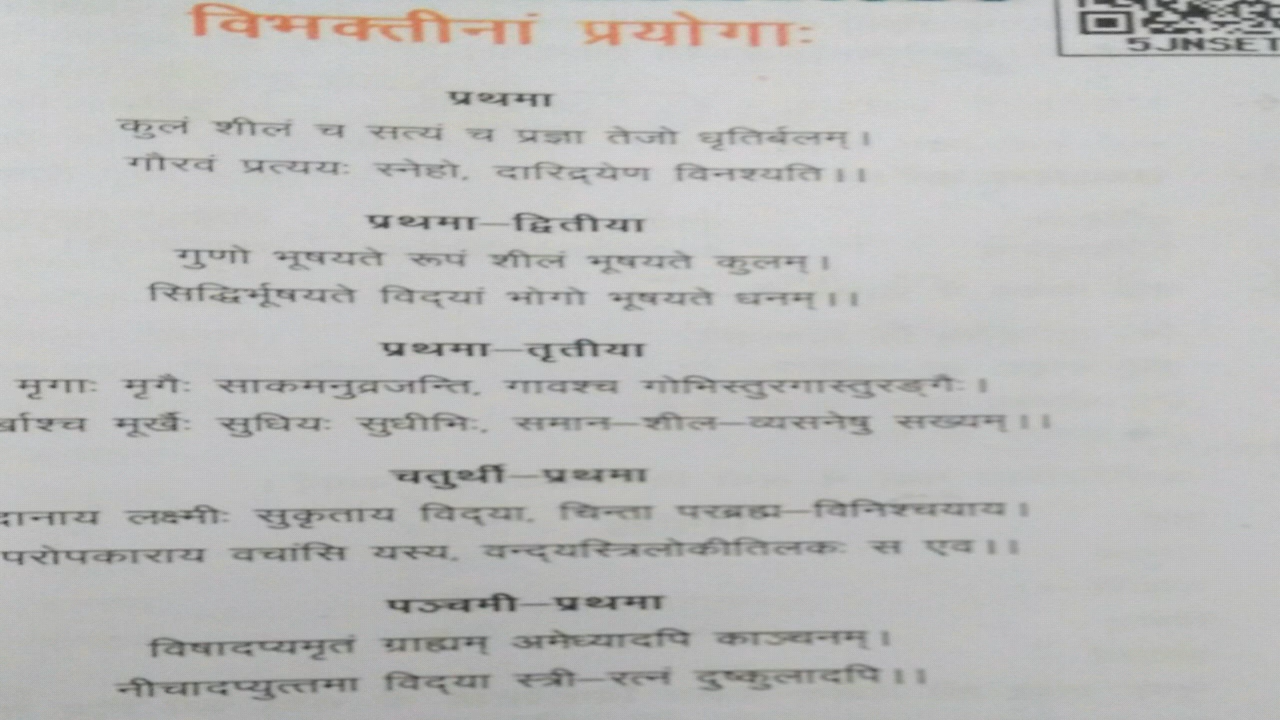 विभक्तीनां प्रयोगाः
5JNSET
प्रथमा
कुलं शीलं च सत्यं च प्रज्ञा तेजो धृतिर्बलम्।
गौरवं प्रत्ययः स्नेहो, दारिद्र्येण विनश्यति।।
प्रथमा–द्वितीया
गुणो भूषयते रूपं शीलं भूषयते कुलम्।
सिद्धिर्भूषयते विद्यां भोगो भूषयते धनम्।।
प्रथमा–तृतीया
मृगाः मृगैः साकमनुव्रजन्ति, गावश्च गोभिस्तुरगास्तुरङ्गैः।
मूर्खैः सुधियः सुधीभिः, समान–शील–व्यसनेषु सख्यम्।।
चतुर्थी–प्रथमा
दानाय लक्ष्मीः सुकृताय विद्या, चिन्ता परब्रह्म–विनिश्चयाय।
परोपकाराय वचांसि यस्य, वन्द्यस्त्रिलोकीतिलकः स एव।।
पञ्चमी–प्रथमा
विषादप्यमृतं ग्राह्यम् अमेध्यादपि काञ्चनम्।
नीचादप्युत्तमा विद्या स्त्री–रत्नं दुष्कुलादपि।।